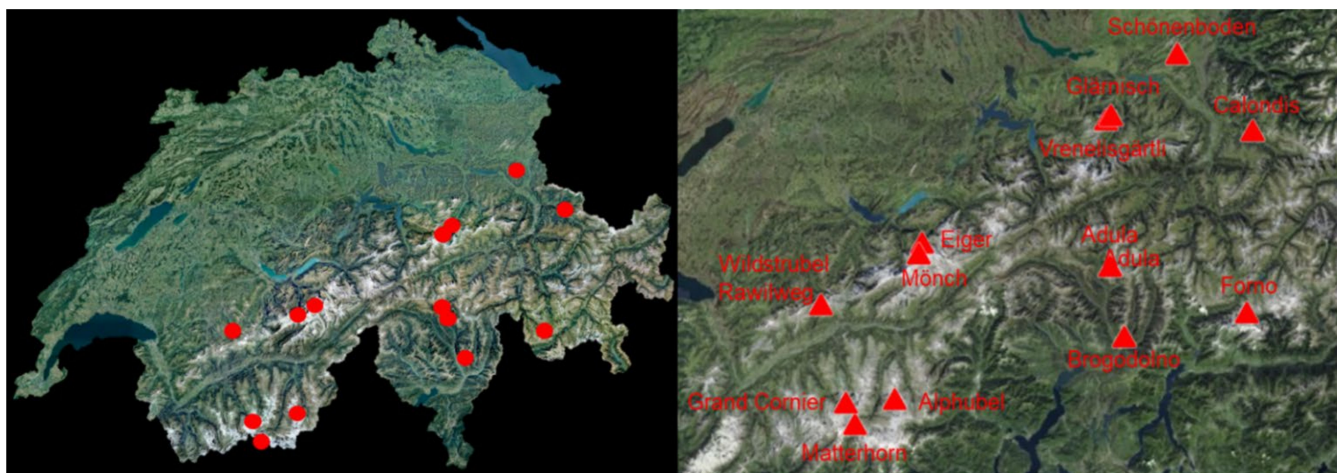 Schönenboden
Glärnisch
Calondis
Vrenelisgärtli
Eiger
Adula
Adula
Wildstrubel
Mönch
Rawilweg
Forno
Brogodolno
Grand Cornier
Alphubel
Matterhorn